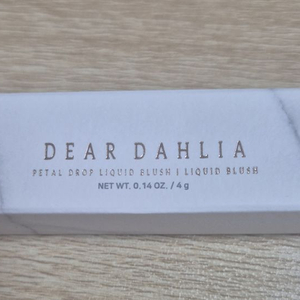 DEAR DAHLIA
PETAL DROP LIQUID BLUSH | LIQUID BLUSH
NET WT. 0.14 OZ. / 4 g